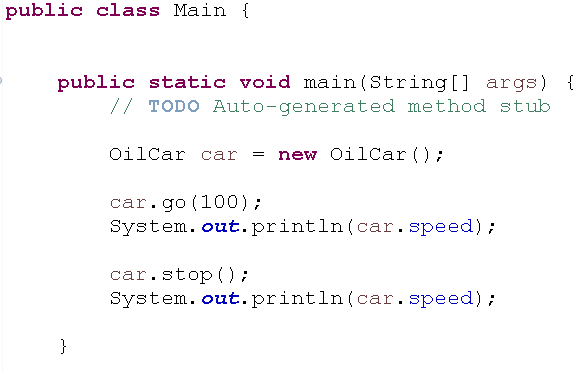 public class Main {
public static void main(String[] args) {
// TODO Auto-generated method stub
OilCar car = new OilCar();
car.go(100);
System.out.println(car.speed);
car.stop();
System.out.println(car.speed);
}